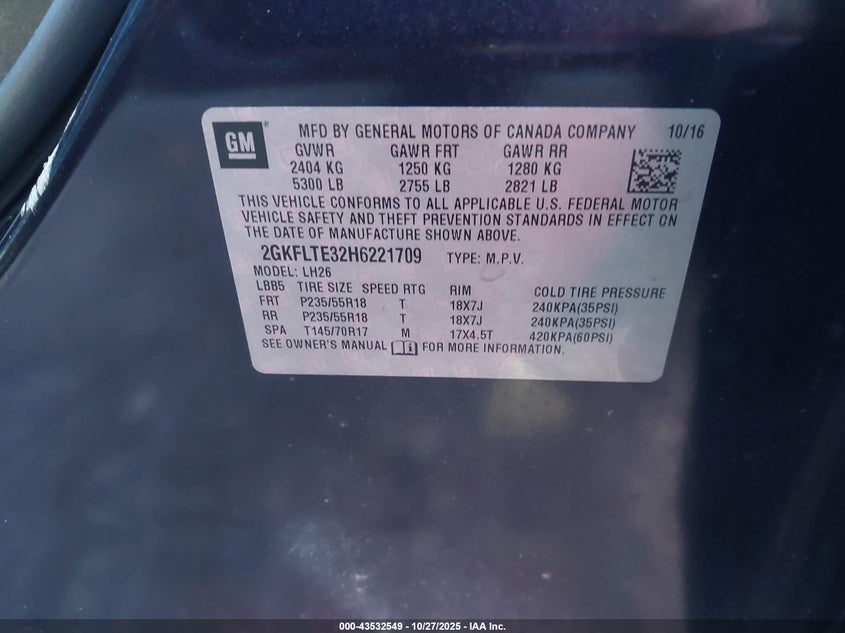 GM
MFD BY GENERAL MOTORS OF CANADA COMPANY 10/16
GVWR GAWR FRT GAWR RR
2404 KG 1250 KG 1280 KG
5300 LB 2755 LB 2821 LB
THIS VEHICLE CONFORMS TO ALL APPLICABLE U.S. FEDERAL MOTOR
VEHICLE SAFETY AND THEFT PREVENTION STANDARDS IN EFFECT ON
THE DATE OF MANUFACTURE SHOWN ABOVE.
2GKFLTE32H6221709 TYPE: M.P.V.
MODEL: LH26
LBB5 TIRE SIZE SPEED RTG RIM COLD TIRE PRESSURE
FRT P235/55R18 T 18X7J 240KPA(35PSI)
RR P235/55R18 T 18X7J 240KPA(35PSI)
SPA T145/70R17 M 17X4.5T 420KPA(60PSI)
SEE OWNER'S MANUAL FOR MORE INFORMATION.
000-43532549 - 10/27/2025 - IAA Inc.